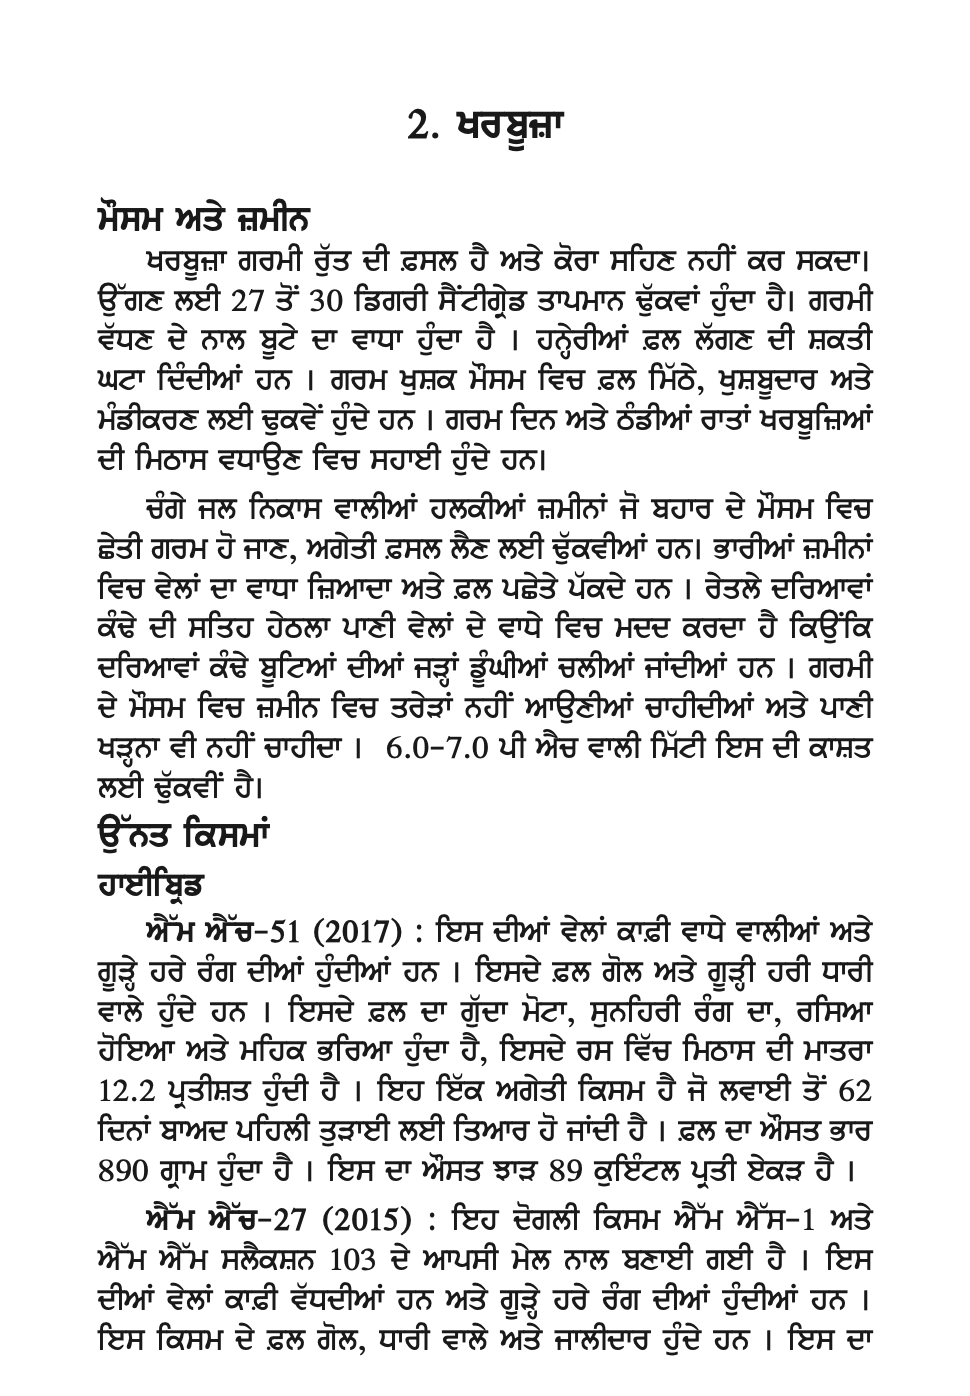 2. ਖਰਬੂਜ਼ਾ
ਮੌਸਮ ਅਤੇ ਜ਼ਮੀਨ
ਖਰਬੂਜ਼ਾ ਗਰਮੀ ਰੁੱਤ ਦੀ ਫ਼ਸਲ ਹੈ ਅਤੇ ਕੋਰਾ ਸਹਿਣ ਨਹੀਂ ਕਰ ਸਕਦਾ।
ਉੱਗਣ ਲਈ 27 ਤੋਂ 30 ਡਿਗਰੀ ਸੈਂਟੀਗ੍ਰੇਡ ਤਾਪਮਾਨ ਢੁੱਕਵਾਂ ਹੁੰਦਾ ਹੈ। ਗਰਮੀ
ਵੱਧਣ ਦੇ ਨਾਲ ਬੂਟੇ ਦਾ ਵਾਧਾ ਹੁੰਦਾ ਹੈ । ਹਨ੍ਹੇਰੀਆਂ ਫ਼ਲ ਲੱਗਣ ਦੀ ਸ਼ਕਤੀ
ਘਟਾ ਦਿੰਦੀਆਂ ਹਨ । ਗਰਮ ਖੁਸ਼ਕ ਮੌਸਮ ਵਿਚ ਫ਼ਲ ਮਿੱਠੇ, ਖੁਸ਼ਬੂਦਾਰ ਅਤੇ
ਮੰਡੀਕਰਣ ਲਈ ਢੁਕਵੇਂ ਹੁੰਦੇ ਹਨ । ਗਰਮ ਦਿਨ ਅਤੇ ਠੰਡੀਆਂ ਰਾਤਾਂ ਖਰਬੂਜ਼ਿਆਂ
ਦੀ ਮਿਠਾਸ ਵਧਾਉਣ ਵਿਚ ਸਹਾਈ ਹੁੰਦੇ ਹਨ।
ਚੰਗੇ ਜਲ ਨਿਕਾਸ ਵਾਲੀਆਂ ਹਲਕੀਆਂ ਜ਼ਮੀਨਾਂ ਜੋ ਬਹਾਰ ਦੇ ਮੌਸਮ ਵਿਚ
ਛੇਤੀ ਗਰਮ ਹੋ ਜਾਣ, ਅਗੇਤੀ ਫ਼ਸਲ ਲੈਣ ਲਈ ਢੁੱਕਵੀਆਂ ਹਨ। ਭਾਰੀਆਂ ਜ਼ਮੀਨਾਂ
ਵਿਚ ਵੇਲਾਂ ਦਾ ਵਾਧਾ ਜ਼ਿਆਦਾ ਅਤੇ ਫ਼ਲ ਪਛੇਤੇ ਪੱਕਦੇ ਹਨ । ਰੇਤਲੇ ਦਰਿਆਵਾਂ
ਕੰਢੇ ਦੀ ਸਤਿਹ ਹੇਠਲਾ ਪਾਣੀ ਵੇਲਾਂ ਦੇ ਵਾਧੇ ਵਿਚ ਮਦਦ ਕਰਦਾ ਹੈ ਕਿਉਂਕਿ
ਦਰਿਆਵਾਂ ਕੰਢੇ ਬੂਟਿਆਂ ਦੀਆਂ ਜੜ੍ਹਾਂ ਡੂੰਘੀਆਂ ਚਲੀਆਂ ਜਾਂਦੀਆਂ ਹਨ । ਗਰਮੀ
ਦੇ ਮੌਸਮ ਵਿਚ ਜ਼ਮੀਨ ਵਿਚ ਤਰੇੜਾਂ ਨਹੀਂ ਆਉਣੀਆਂ ਚਾਹੀਦੀਆਂ ਅਤੇ ਪਾਣੀ
ਖੜ੍ਹਨਾ ਵੀ ਨਹੀਂ ਚਾਹੀਦਾ । 6.0-7.0 ਪੀ ਐਚ ਵਾਲੀ ਮਿੱਟੀ ਇਸ ਦੀ ਕਾਸ਼ਤ
ਲਈ ਢੁੱਕਵੀਂ ਹੈ।
ਉੱਨਤ ਕਿਸਮਾਂ
ਹਾਈਬ੍ਰਿਡ
ਐੱਮ ਐੱਚ-51 (2017) : ਇਸ ਦੀਆਂ ਵੇਲਾਂ ਕਾਫ਼ੀ ਵਾਧੇ ਵਾਲੀਆਂ ਅਤੇ
ਗੂੜ੍ਹੇ ਹਰੇ ਰੰਗ ਦੀਆਂ ਹੁੰਦੀਆਂ ਹਨ । ਇਸਦੇ ਫ਼ਲ ਗੋਲ ਅਤੇ ਗੂੜ੍ਹੀ ਹਰੀ ਧਾਰੀ
ਵਾਲੇ ਹੁੰਦੇ ਹਨ । ਇਸਦੇ ਫ਼ਲ ਦਾ ਗੁੱਦਾ ਮੋਟਾ, ਸੁਨਹਿਰੀ ਰੰਗ ਦਾ, ਰਸਿਆ
ਹੋਇਆ ਅਤੇ ਮਹਿਕ ਭਰਿਆ ਹੁੰਦਾ ਹੈ, ਇਸਦੇ ਰਸ ਵਿੱਚ ਮਿਠਾਸ ਦੀ ਮਾਤਰਾ
12.2 ਪ੍ਰਤੀਸ਼ਤ ਹੁੰਦੀ ਹੈ । ਇਹ ਇੱਕ ਅਗੇਤੀ ਕਿਸਮ ਹੈ ਜੋ ਲਵਾਈ ਤੋਂ 62
ਦਿਨਾਂ ਬਾਅਦ ਪਹਿਲੀ ਤੁੜਾਈ ਲਈ ਤਿਆਰ ਹੋ ਜਾਂਦੀ ਹੈ । ਫ਼ਲ ਦਾ ਔਸਤ ਭਾਰ
890 ਗ੍ਰਾਮ ਹੁੰਦਾ ਹੈ । ਇਸ ਦਾ ਔਸਤ ਝਾੜ 89 ਕੁਇੰਟਲ ਪ੍ਰਤੀ ਏਕੜ ਹੈ ।
ਐੱਮ ਐੱਚ-27 (2015) : ਇਹ ਦੋਗਲੀ ਕਿਸਮ ਐੱਮ ਐੱਸ-1 ਅਤੇ
ਐੱਮ ਐੱਮ ਸਲੈਕਸ਼ਨ 103 ਦੇ ਆਪਸੀ ਮੇਲ ਨਾਲ ਬਣਾਈ ਗਈ ਹੈ । ਇਸ
ਦੀਆਂ ਵੇਲਾਂ ਕਾਫ਼ੀ ਵੱਧਦੀਆਂ ਹਨ ਅਤੇ ਗੂੜ੍ਹੇ ਹਰੇ ਰੰਗ ਦੀਆਂ ਹੁੰਦੀਆਂ ਹਨ ।
ਇਸ ਕਿਸਮ ਦੇ ਫ਼ਲ ਗੋਲ, ਧਾਰੀ ਵਾਲੇ ਅਤੇ ਜਾਲੀਦਾਰ ਹੁੰਦੇ ਹਨ । ਇਸ ਦਾ